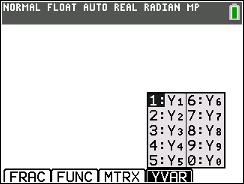 NORMAL FLOAT AUTO REAL RADIAN MP
1:Y₁ 6:Y₆
2:Y₂ 7:Y₇
3:Y₃ 8:Y₈
4:Y₄ 9:Y₉
5:Y₅ 0:Y₀
FRAC FUNC MTRX YVAR